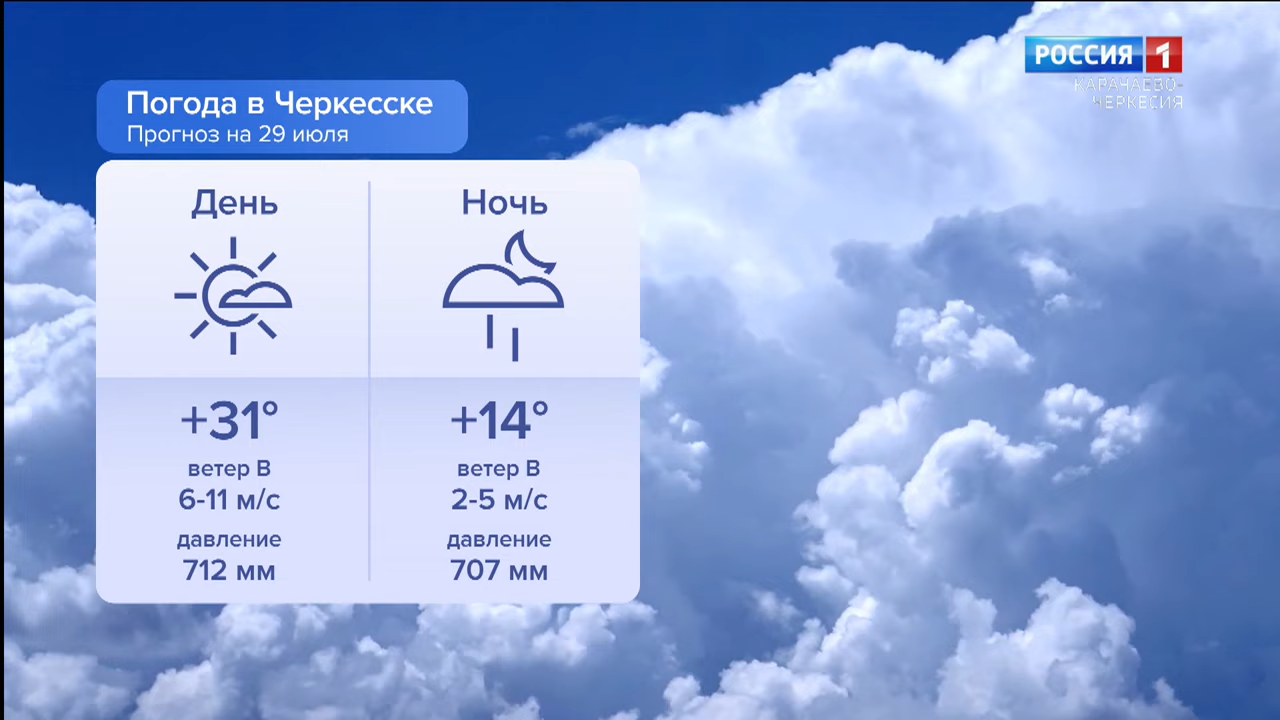 РОССИЯ 1
КАРАЧАЕВО-
ЧЕРКЕСИЯ
Погода в Черкесске
Прогноз на 29 июля
День
Ночь
+31°
+14°
ветер В
ветер В
6-11 м/с
2-5 м/с
давление
давление
712 мм
707 мм